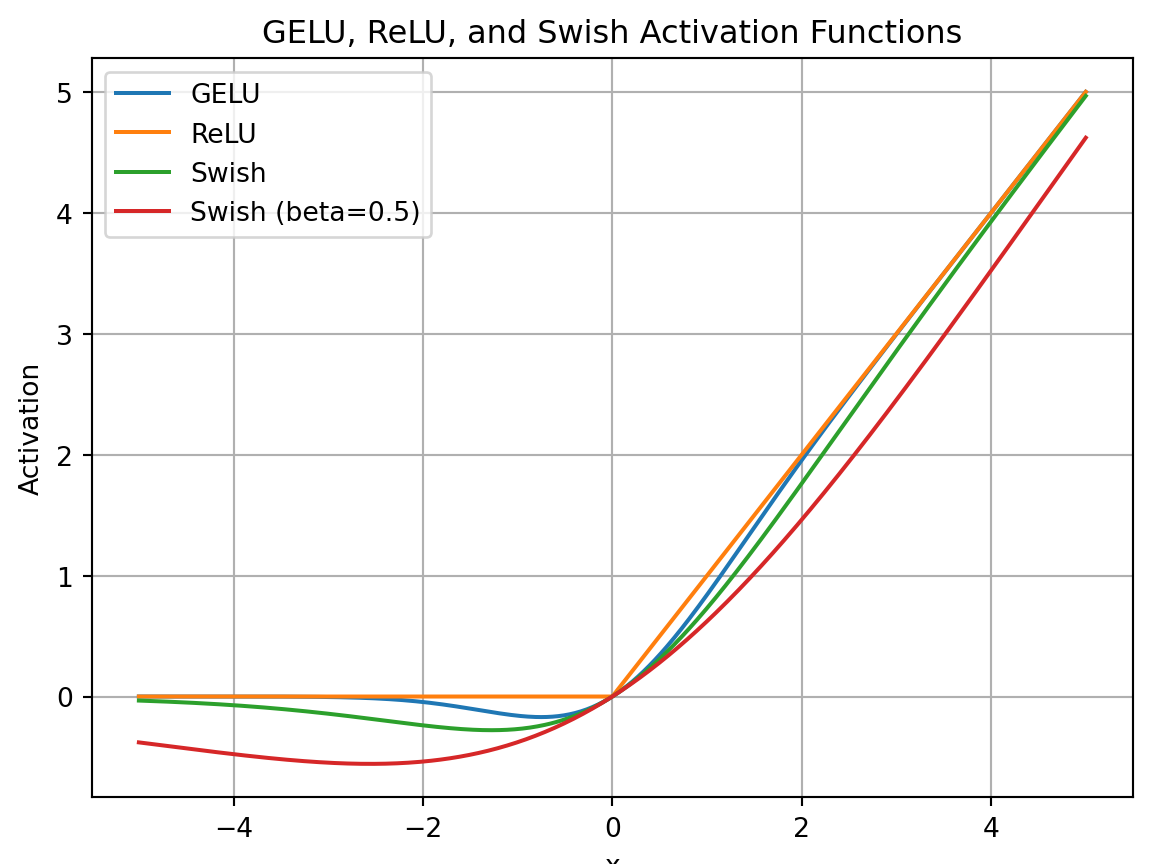 GELU, ReLU, and Swish Activation Functions
GELU
ReLU
Swish
Swish (beta=0.5)
Activation
5
4
3
2
1
0
−4
−2
0
2
4
x